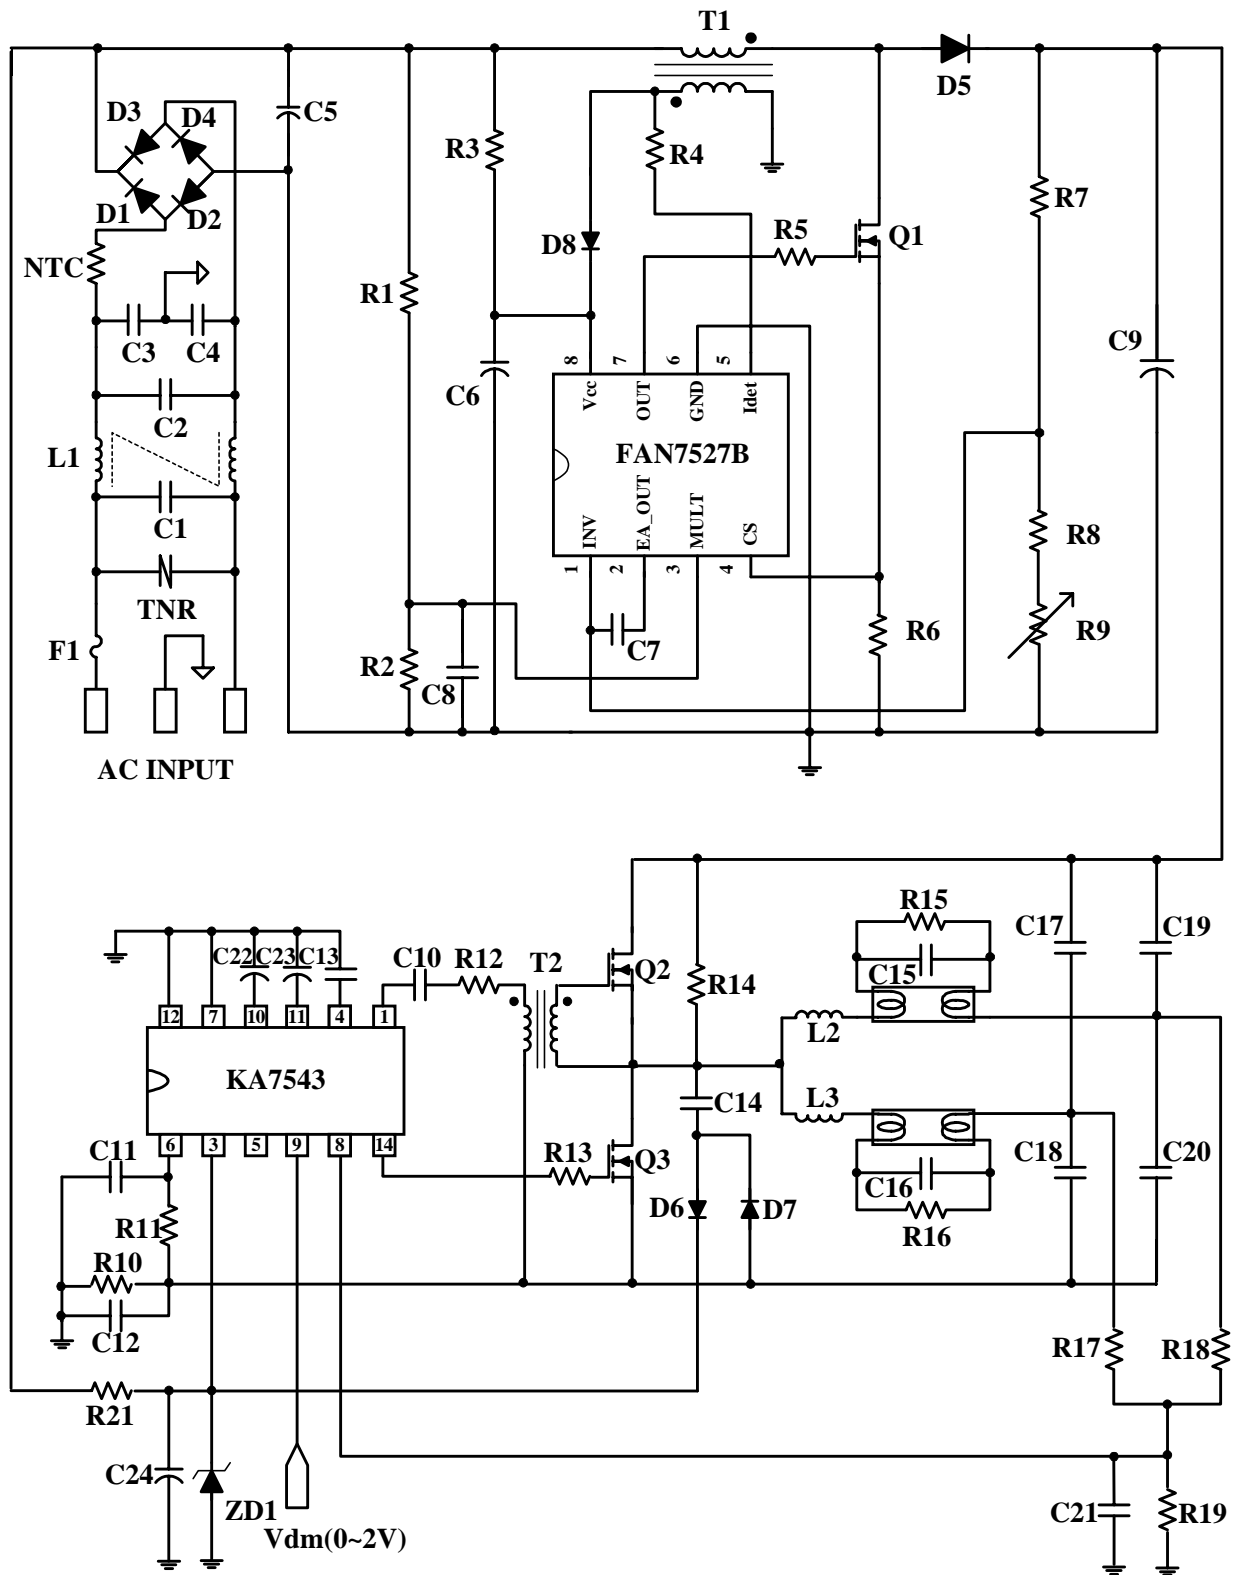 T1
D5
D3
D4
C5
R3
R4
D1
D2
R7
R5
Q1
D8
NTC
R1
C3
C4
C9
8
7
6
5
C6
Vcc
OUT
GND
Idet
C2
L1
FAN7527B
C1
INV
EA_OUT
MULT
CS
R8
1
2
3
4
TNR
R6
R9
F1
C7
R2
C8
AC INPUT
R15
C17
C19
C22
C23
C13
C10
R12
T2
Q2
C15
R14
12
7
10
11
4
1
L2
KA7543
L3
C14
6
3
5
9
8
14
C11
R13
Q3
C18
C20
C16
D6
D7
R11
R16
R10
C12
R17
R18
R21
C24
ZD1
C21
R19
Vdm(0~2V)